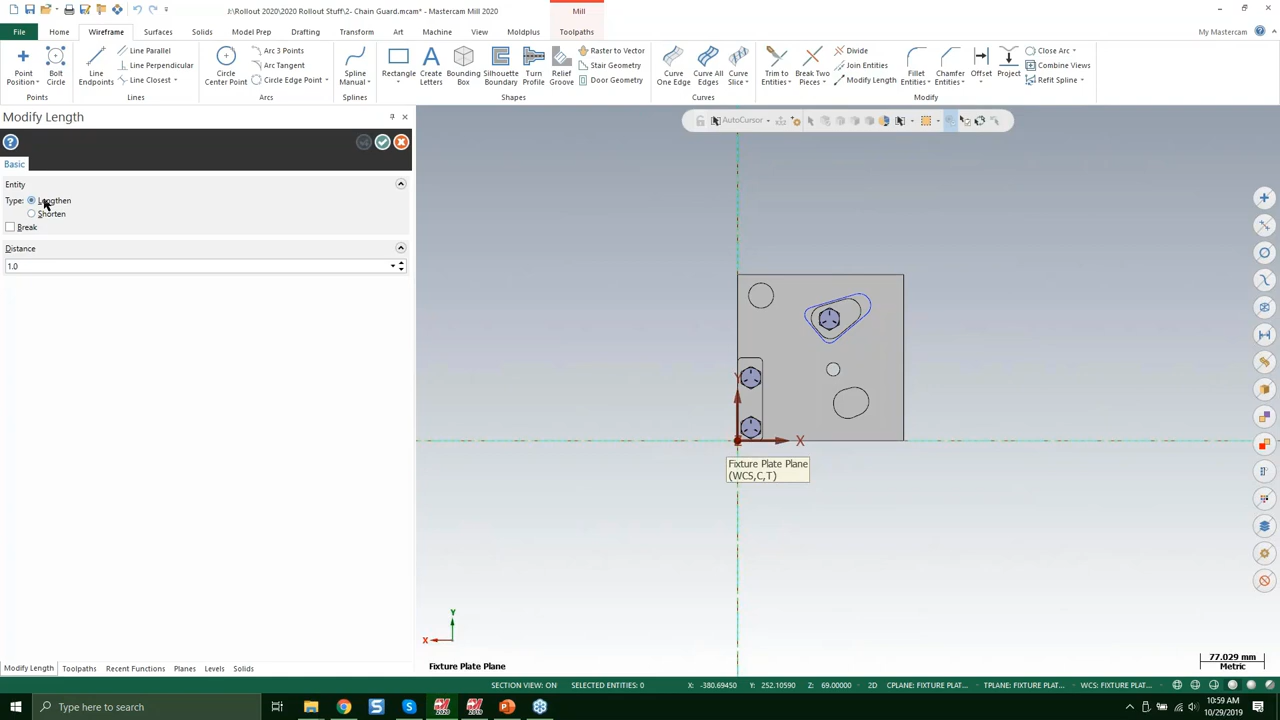 J:\Rollout 2020\2020 Rollout Stuff\2- Chain Guard.mcam* - Mastercam Mill 2020
Mill
File Home Wireframe Surfaces Solids Model Prep Drafting Transform Art Machine View Moldplus Toolpaths
My Mastercam
Point Position
Bolt Circle
Points
Line Endpoints
Line Parallel
Line Perpendicular
Line Closest
Lines
Circle Center Point
Arc 3 Points
Arc Tangent
Circle Edge Point
Arcs
Spline Manual
Splines
Rectangle
Create Letters
Bounding Box
Silhouette Boundary
Turn Profile
Relief Groove
Raster to Vector
Stair Geometry
Door Geometry
Shapes
Curve One Edge
Curve All Edges
Curve Slice
Curves
Trim to Entities
Break Two Pieces
Divide
Join Entities
Modify Length
Fillet Entities
Chamfer Entities
Offset
Project
Close Arc
Combine Views
Refit Spline
Modify
Modify Length
Basic
Entity
Type: Lengthen
Shorten
Break
Distance
1.0
AutoCursor
Y
X
Fixture Plate Plane
(WCS,C,T)
Y
X
Fixture Plate Plane
77.029 mm
Metric
Modify Length Toolpaths Recent Functions Planes Levels Solids
SECTION VIEW: ON SELECTED ENTITIES: 0 X: -380.69450 Y: 252.10590 Z: 69.00000 2D CPLANE: FIXTURE PLAT... TPLANE: FIXTURE PLAT... WCS: FIXTURE PLAT...
Type here to search
10:59 AM
10/29/2019